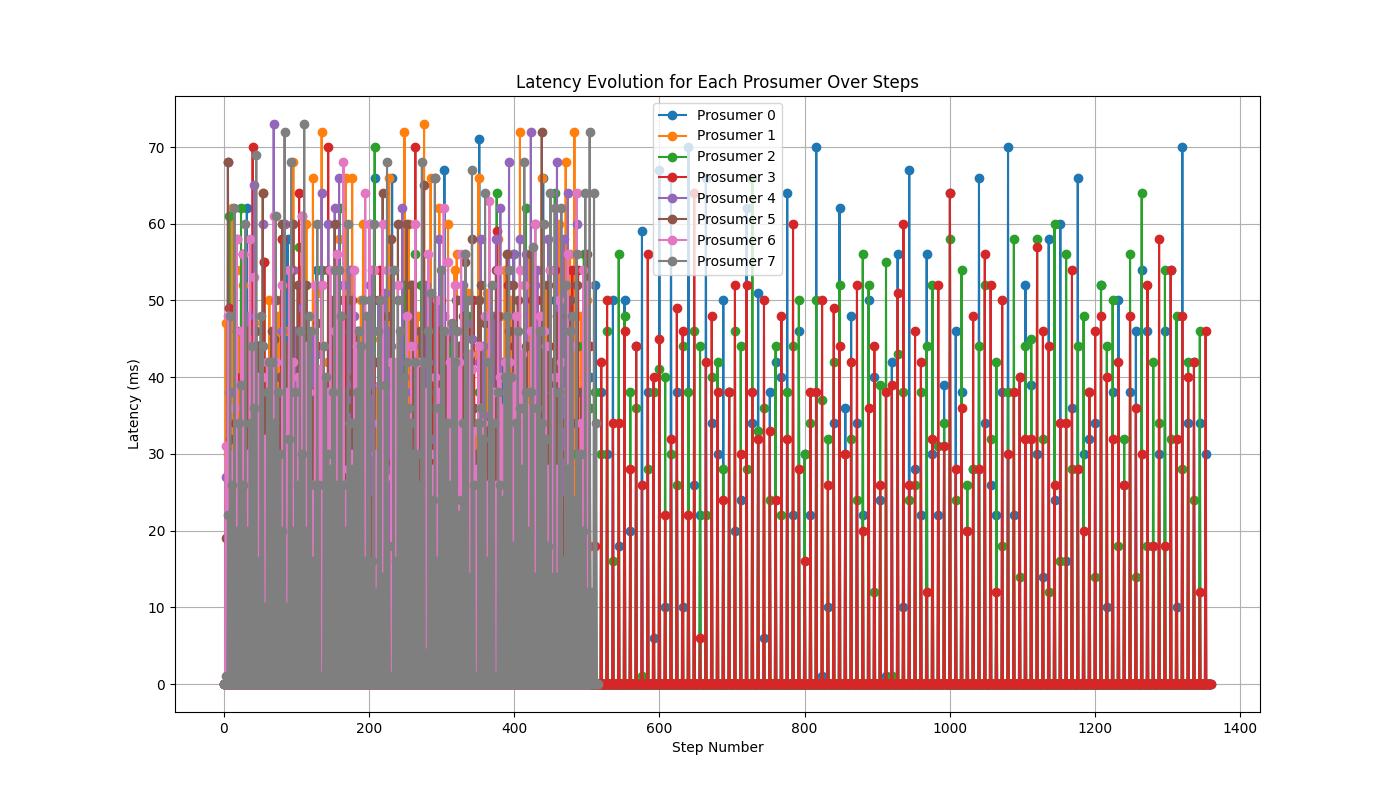 Latency Evolution for Each Prosumer Over Steps
Prosumer 0
Prosumer 1
Prosumer 2
Prosumer 3
Prosumer 4
Prosumer 5
Prosumer 6
Prosumer 7
Latency (ms)
70
60
50
40
30
20
10
0
0 200 400 600 800 1000 1200 1400
Step Number